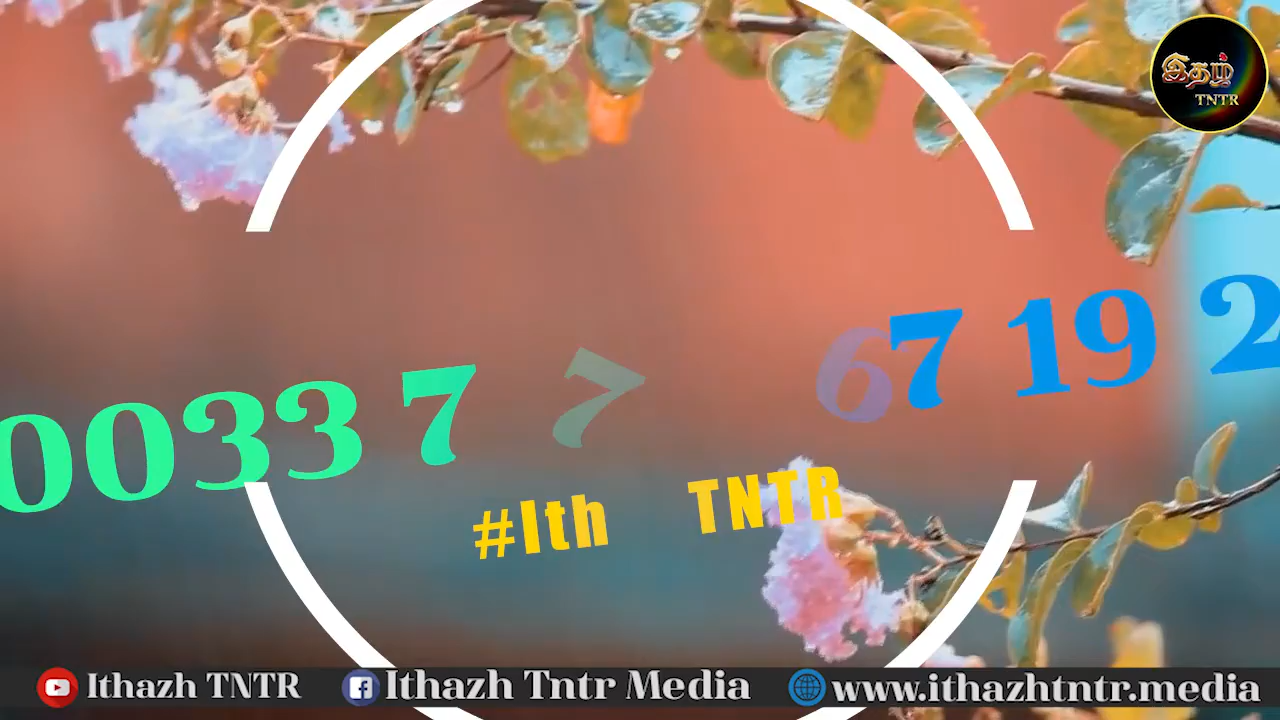 இதழ்
TNTR
0033 7 7 67 19 2
#Ith TNTR
Ithazh TNTR Ithazh Tntr Media www.ithazhtntr.media